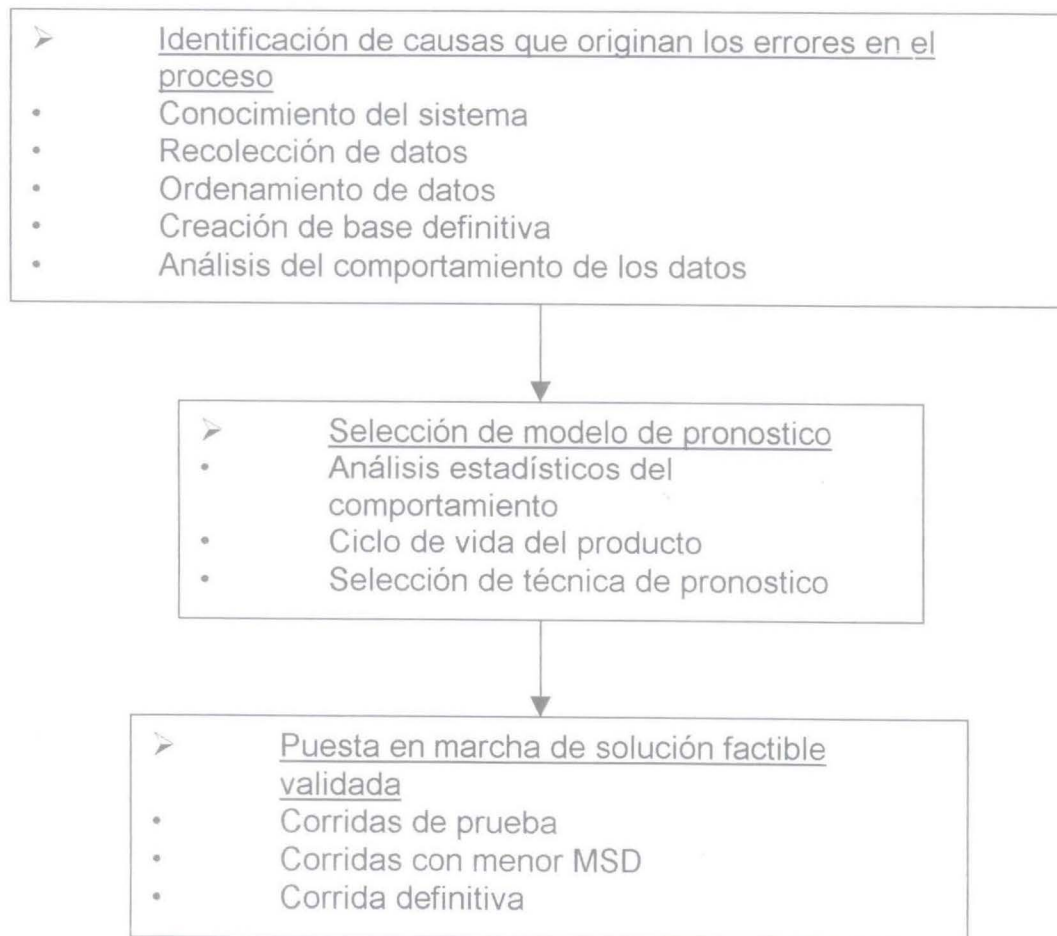 ➢ Identificación de causas que originan los errores en el
proceso
• Conocimiento del sistema
• Recolección de datos
• Ordenamiento de datos
• Creación de base definitiva
• Análisis del comportamiento de los datos
➢ Selección de modelo de pronostico
• Análisis estadísticos del
comportamiento
• Ciclo de vida del producto
• Selección de técnica de pronostico
➢ Puesta en marcha de solución factible
validada
• Corridas de prueba
• Corridas con menor MSD
• Corrida definitiva